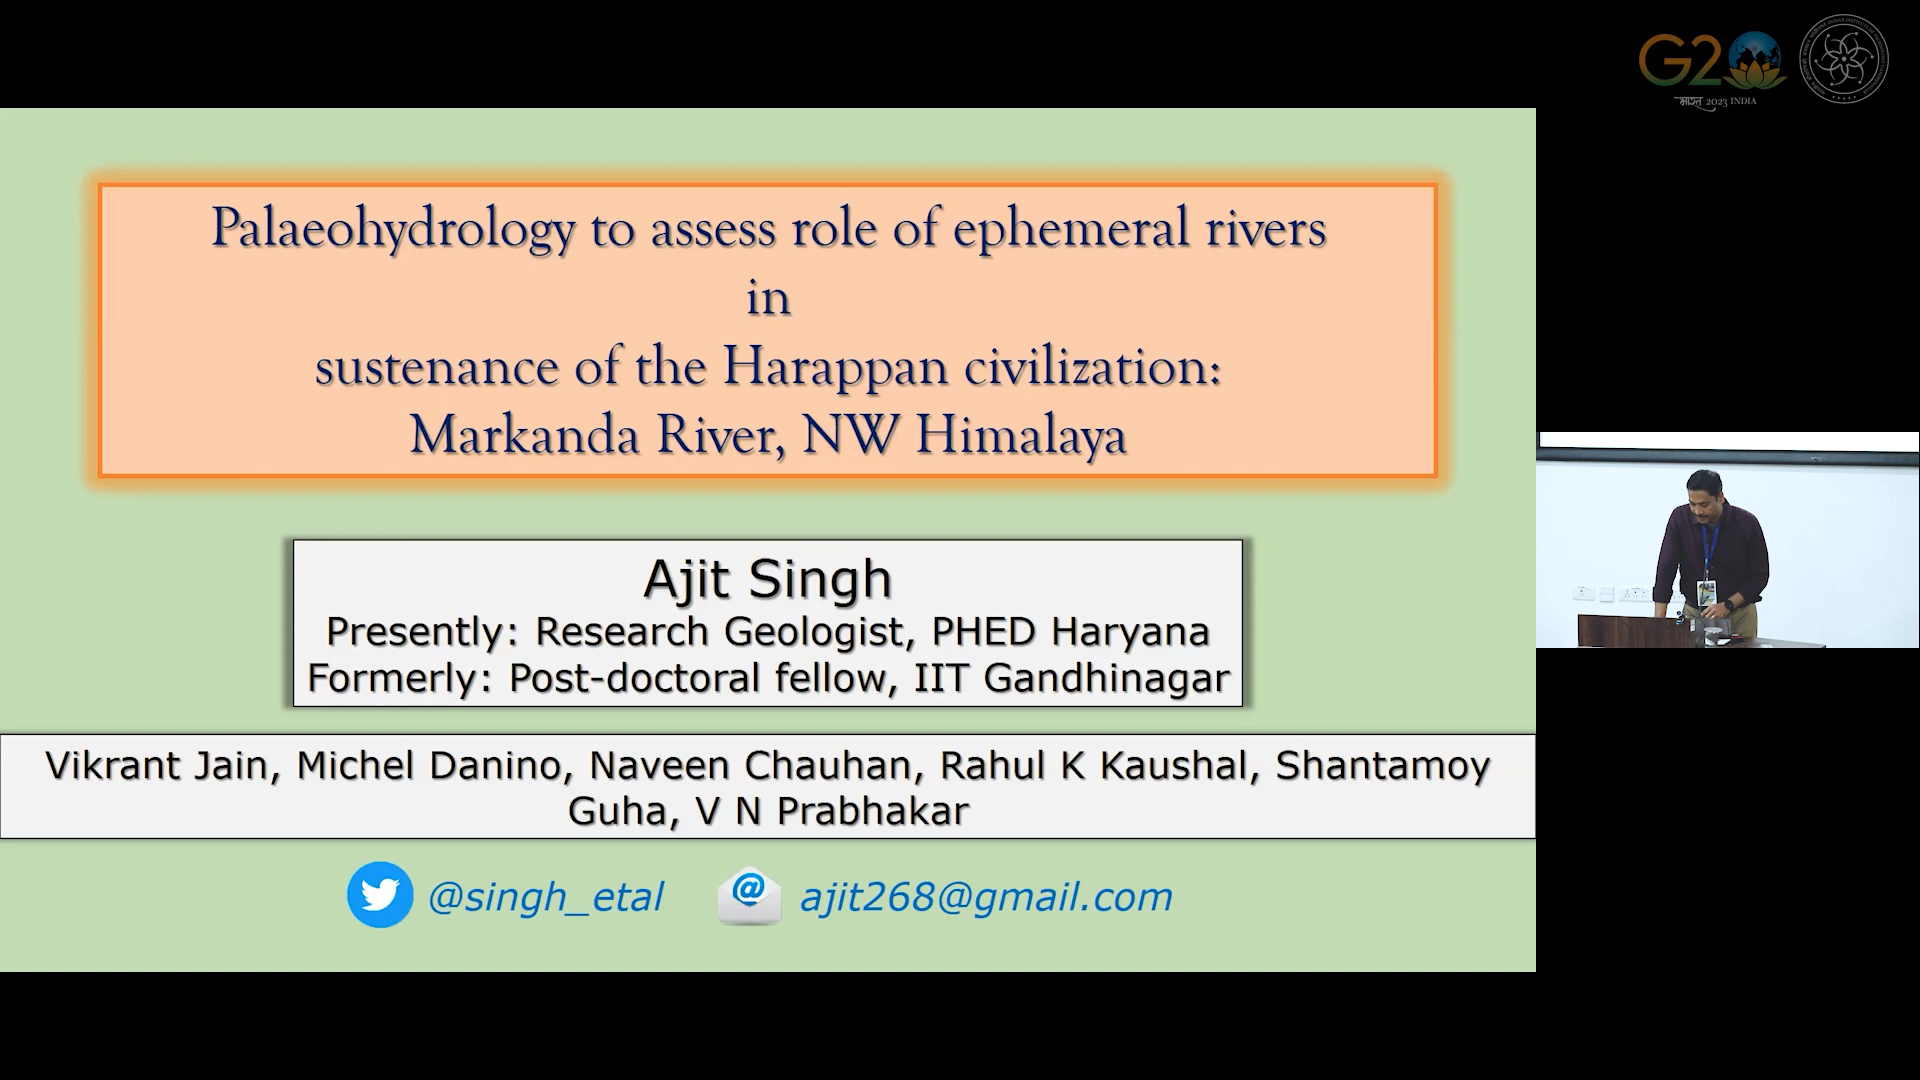 G20
भारत 2023 INDIA
Palaeohydrology to assess role of ephemeral rivers
in
sustenance of the Harappan civilization:
Markanda River, NW Himalaya
Ajit Singh
Presently: Research Geologist, PHED Haryana
Formerly: Post-doctoral fellow, IIT Gandhinagar
Vikrant Jain, Michel Danino, Naveen Chauhan, Rahul K Kaushal, Shantamoy
Guha, V N Prabhakar
@singh_etal
ajit268@gmail.com